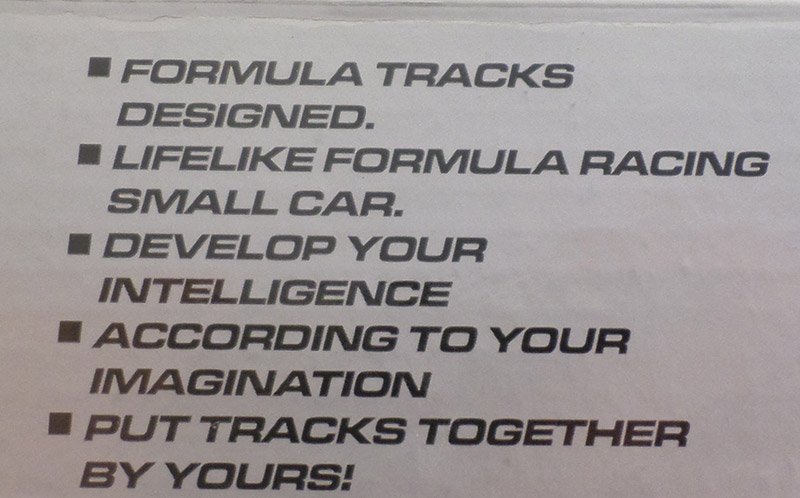 ■ FORMULA TRACKS
DESIGNED.
■ LIFELIKE FORMULA RACING
SMALL CAR.
■ DEVELOP YOUR
INTELLIGENCE
■ ACCORDING TO YOUR
IMAGINATION
■ PUT TRACKS TOGETHER
BY YOURS!